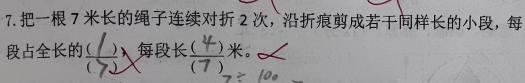 7.把一根 7 米长的绳子连续对折 2 次，沿折痕剪成若干同样长的小段，每
段占全长的(1)/(7)，每段长(4)/(7)米。
7÷